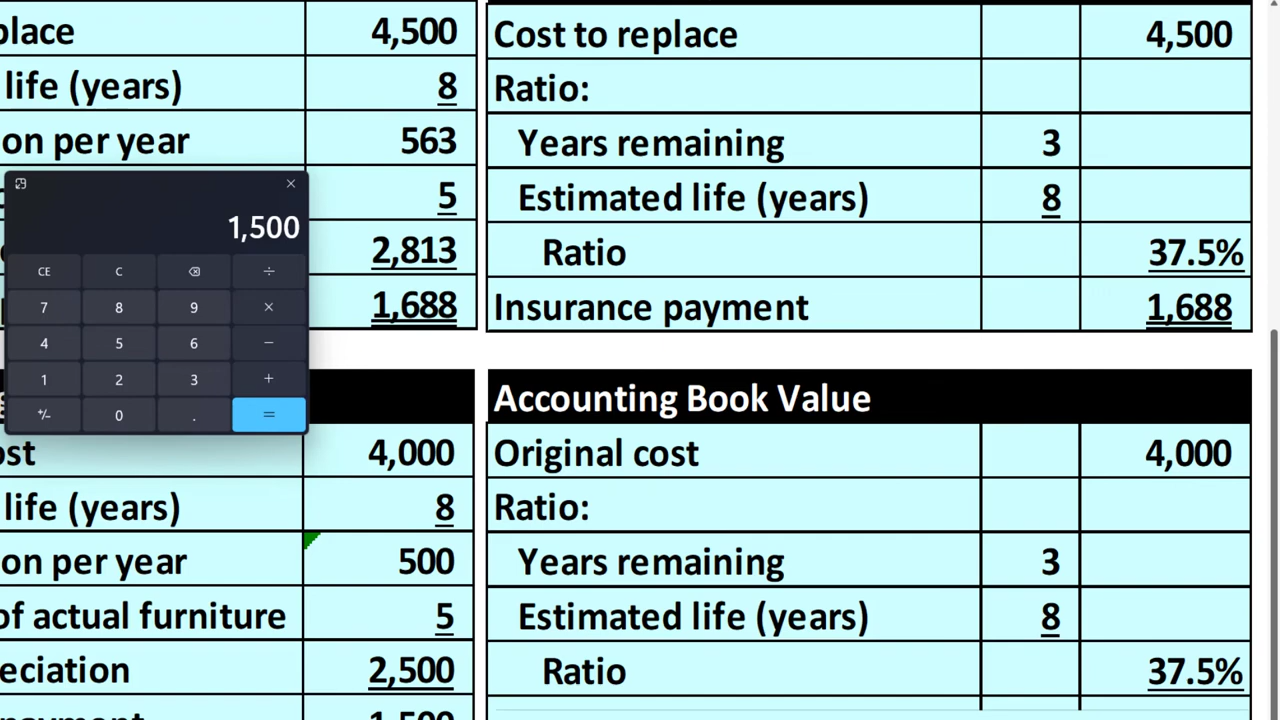 place 4,500
life (years) 8
on per year 563
5
2,813
1,688
Cost to replace 4,500
Ratio:
Years remaining 3
Estimated life (years) 8
Ratio 37.5%
Insurance payment 1,688
1,500
CE C ÷
7 8 9 ×
4 5 6 −
1 2 3 +
+/- 0 . =
ost 4,000
life (years) 8
on per year 500
of actual furniture 5
eciation 2,500
payment 1,500
Accounting Book Value
Original cost 4,000
Ratio:
Years remaining 3
Estimated life (years) 8
Ratio 37.5%